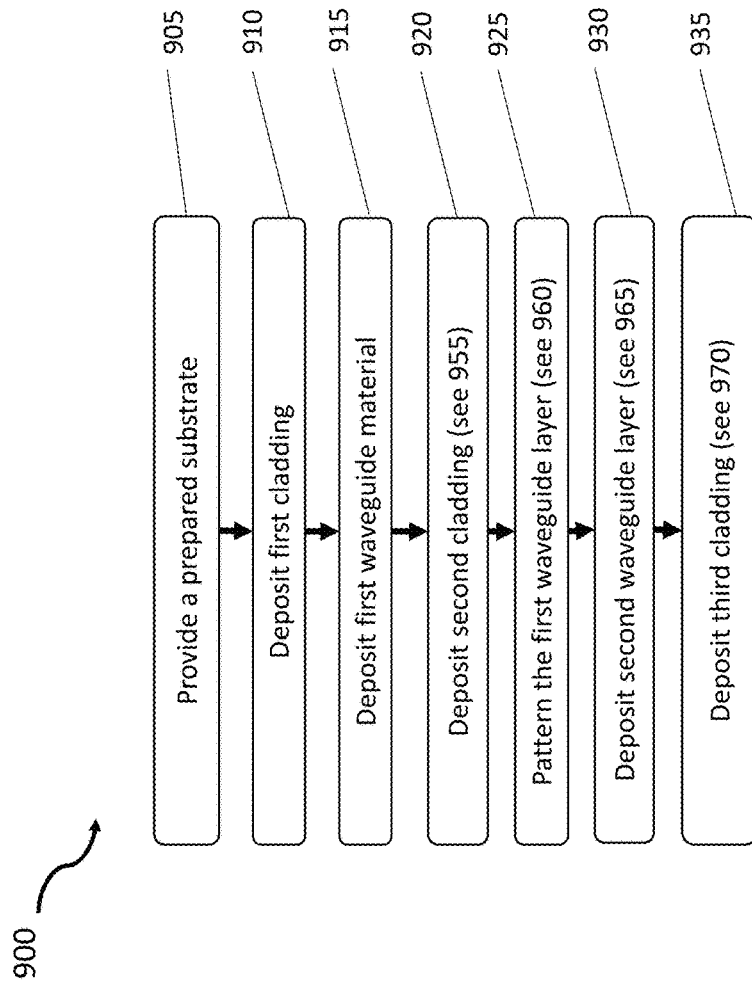 900
Provide a prepared substrate
905
Deposit first cladding
910
Deposit first waveguide material
915
Deposit second cladding (see 955)
920
Pattern the first waveguide layer (see 960)
925
Deposit second waveguide layer (see 965)
930
Deposit third cladding (see 970)
935